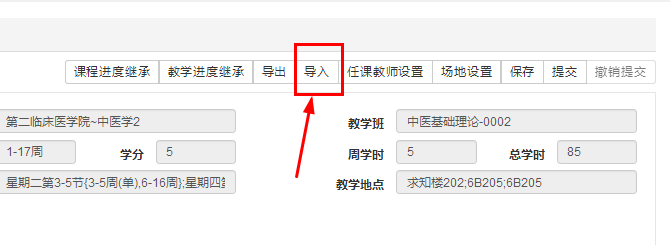 课程进度继承 教学进度继承 导出 导入 任课教师设置 场地设置 保存 提交 撤销提交
第二临床医学院~中医学2 教学班 中医基础理论-0002
1-17周 学分 5 周学时 5 总学时 85
星期二第3-5节{3-5周(单),6-16周};星期四第 教学地点 求知楼202;6B205;6B205